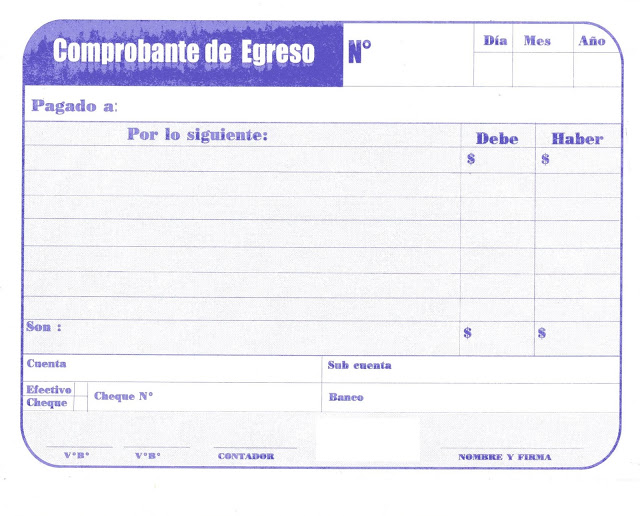 Comprobante de Egreso N° Día Mes Año
Pagado a:
Por lo siguiente: Debe Haber
$ $
Son : $ $
Cuenta Sub cuenta
Efectivo
Cheque Cheque N° Banco
V°B° V°B° CONTADOR NOMBRE Y FIRMA